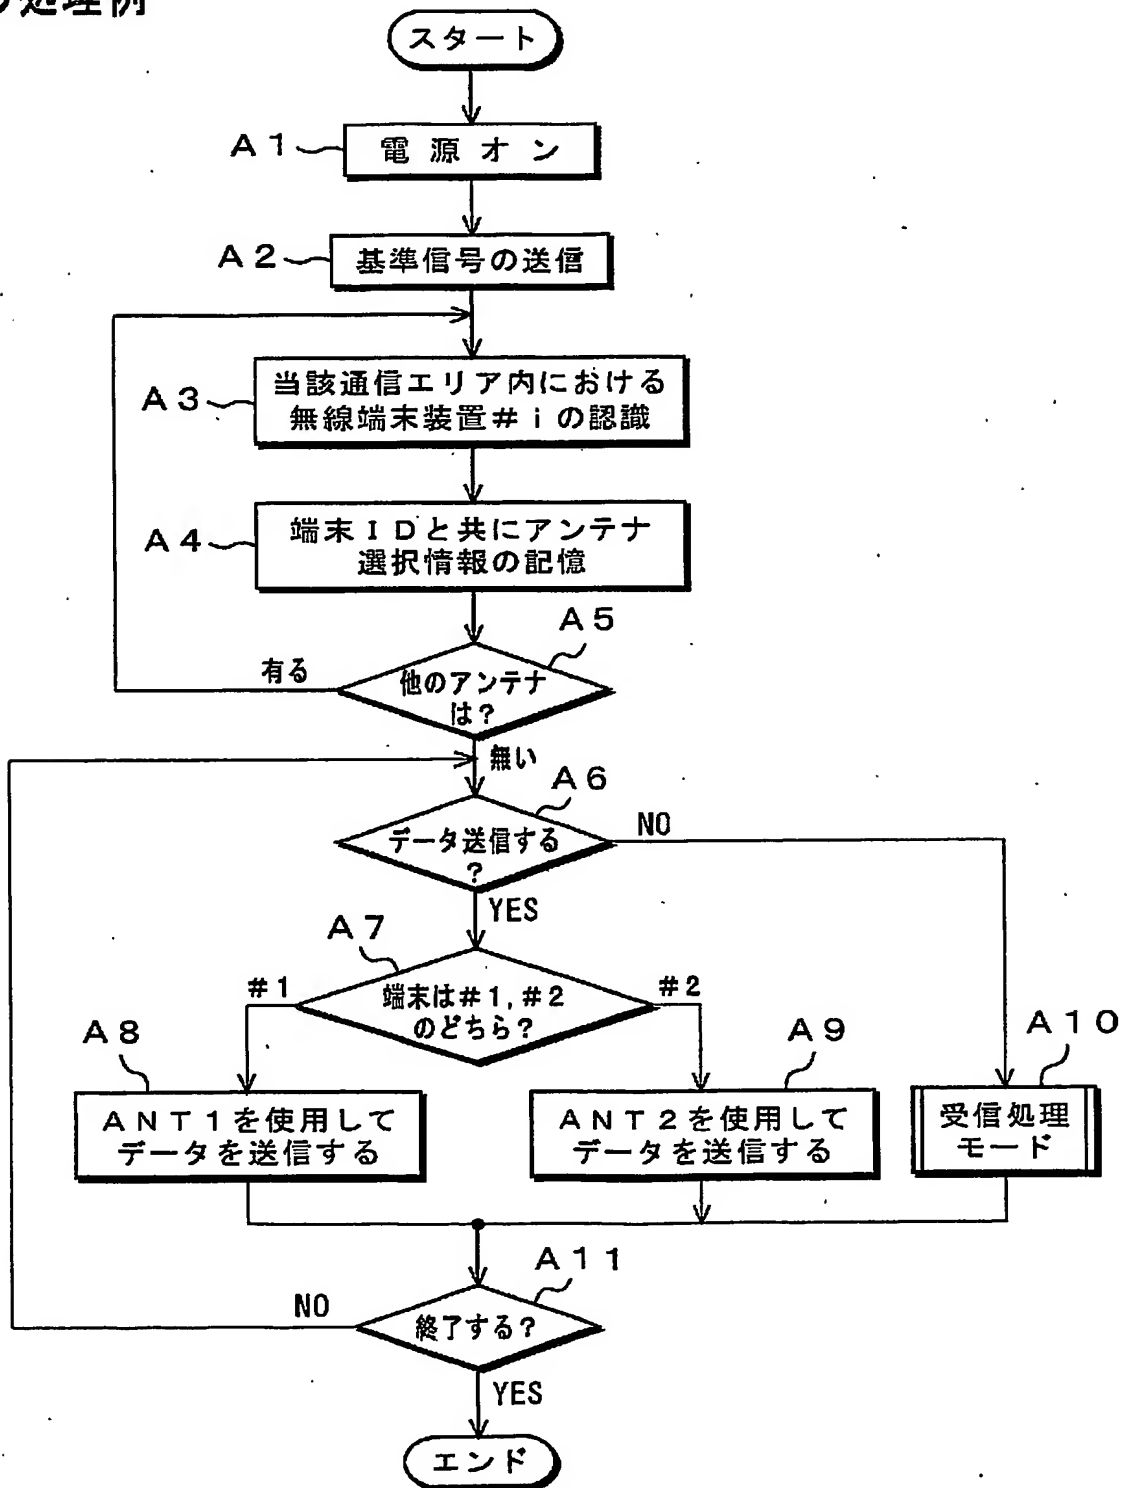 処理例
スタート
A1
電源オン
A2
基準信号の送信
A3
当該通信エリア内における
無線端末装置#iの認識
A4
端末IDと共にアンテナ
選択情報の記憶
A5
有る
他のアンテナ
は?
無い
A6
データ送信する
?
NO
YES
A7
#1
端末は#1,#2
のどちら?
#2
A8
ANT1を使用して
データを送信する
A9
ANT2を使用して
データを送信する
A10
受信処理
モード
A11
NO
終了する?
YES
エンド